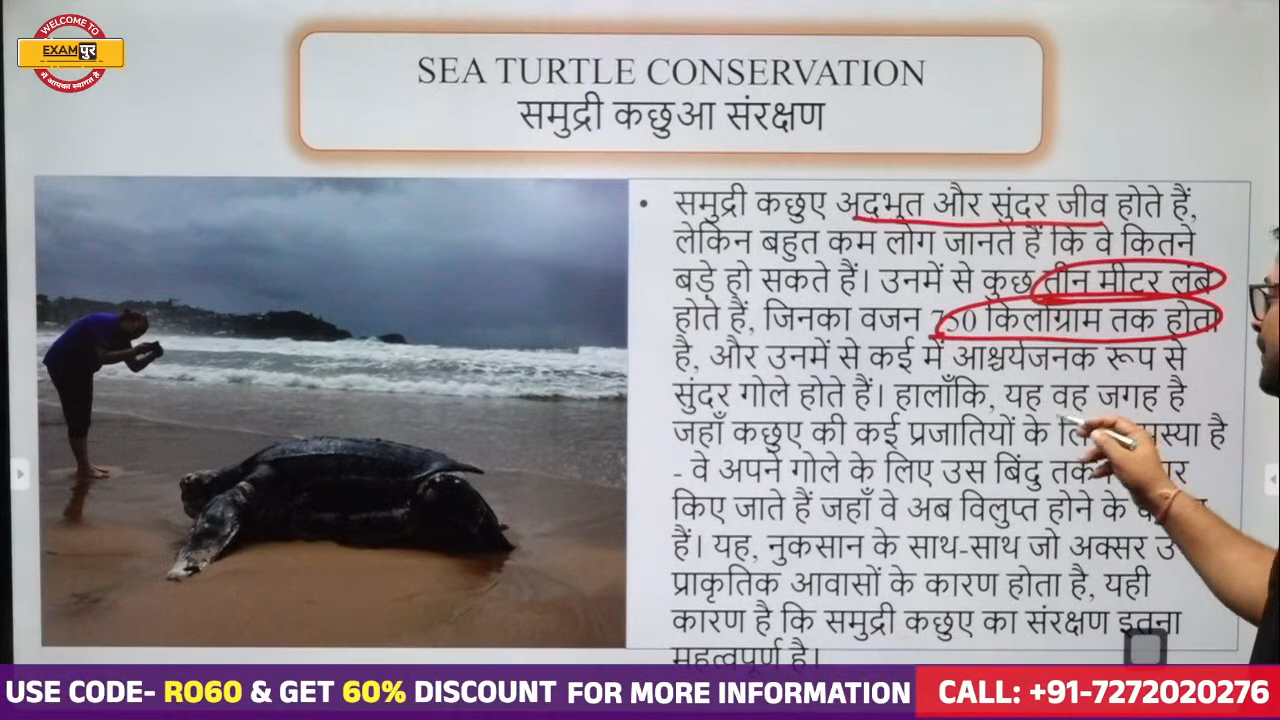 WELCOME TO
EXAMपुर
में आपका स्वागत है
SEA TURTLE CONSERVATION
समुद्री कछुआ संरक्षण
• समुद्री कछुए अद्भुत और सुंदर जीव होते हैं,
लेकिन बहुत कम लोग जानते हैं कि वे कितने
बड़े हो सकते हैं। उनमें से कुछ तीन मीटर लंबे
होते हैं, जिनका वजन 750 किलोग्राम तक होता
है, और उनमें से कई में आश्चर्यजनक रूप से
सुंदर गोले होते हैं। हालाँकि, यह वह जगह है
जहाँ कछुए की कई प्रजातियों के है
- वे अपने गोले के लिए उस बिंदु तक
किए जाते हैं जहाँ वे अब विलुप्त होने के
हैं। यह, नुकसान के साथ-साथ जो अक्सर
प्राकृतिक आवासों के कारण होता है, यही
कारण है कि समुद्री कछुए का संरक्षण इतना
महत्वपूर्ण है।
USE CODE- RO60 & GET 60% DISCOUNT FOR MORE INFORMATION CALL: +91-7272020276